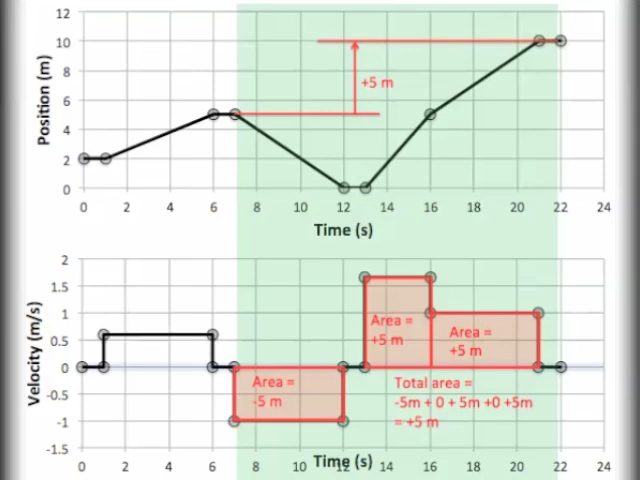 12
10
8
6
4
2
0
Position (m)
+5 m
0 2 4 6 8 10 12 14 16 18 20 22 24
Time (s)
2
1.5
1
0.5
0
-0.5
-1
-1.5
Velocity (m/s)
Area =
+5 m
Area =
+5 m
Area =
-5 m
Total area =
-5m + 0 + 5m +0 +5m
= +5 m
0 2 4 6 8 10 12 14 16 18 20 22 24
Time (s)